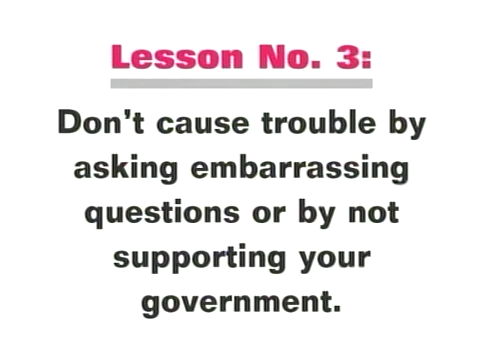 Lesson No. 3:
Don't cause trouble by
asking embarrassing
questions or by not
supporting your
government.